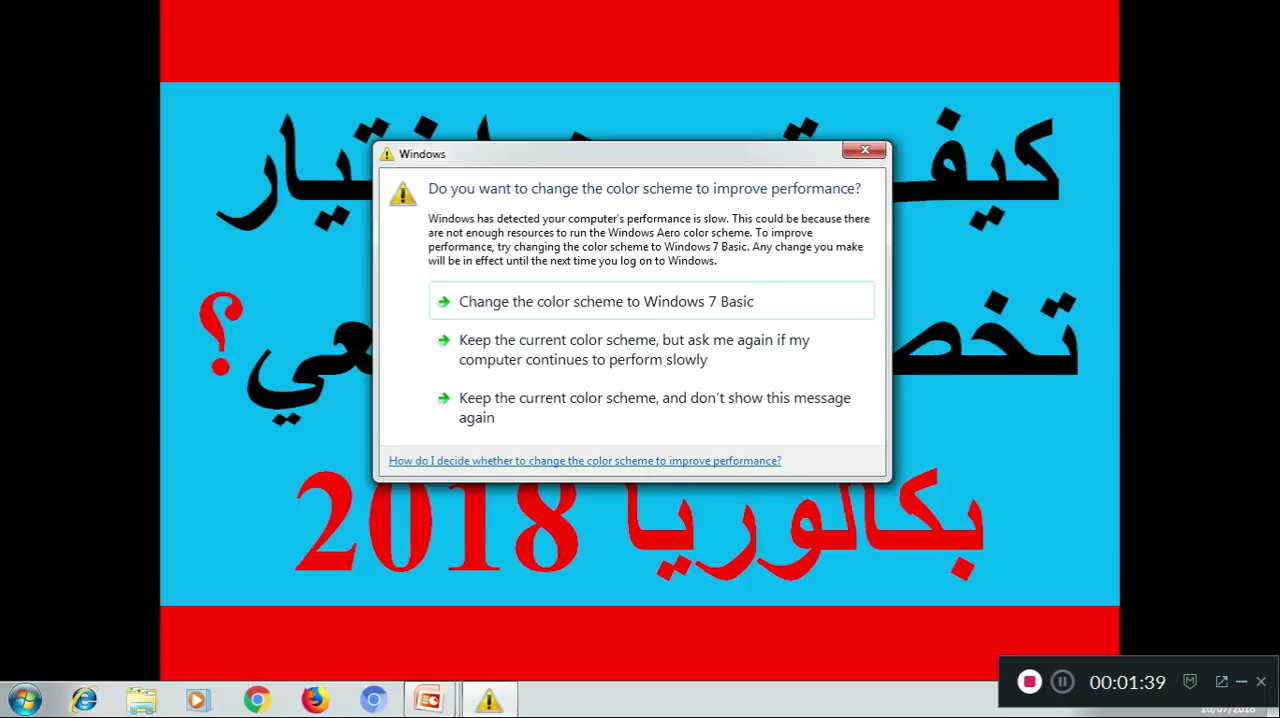 Windows
Do you want to change the color scheme to improve performance?
Windows has detected your computer's performance is slow. This could be because there
are not enough resources to run the Windows Aero color scheme. To improve
performance, try changing the color scheme to Windows 7 Basic. Any change you make
will be in effect until the next time you log on to Windows.
Change the color scheme to Windows 7 Basic
Keep the current color scheme, but ask me again if my
computer continues to perform slowly
Keep the current color scheme, and don't show this message
again
How do I decide whether to change the color scheme to improve performance?
بكالوريا 2018
00:01:39
10/07/2018